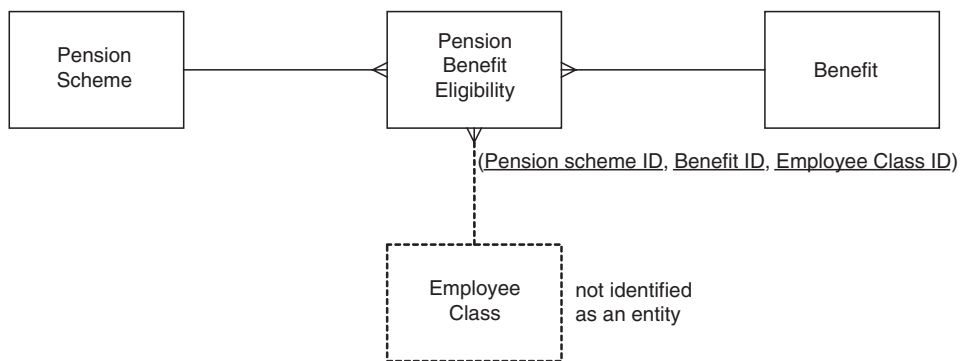 Pension
Scheme
Pension
Benefit
Eligibility
Benefit
(Pension scheme ID, Benefit ID, Employee Class ID)
Employee
Class
not identified
as an entity